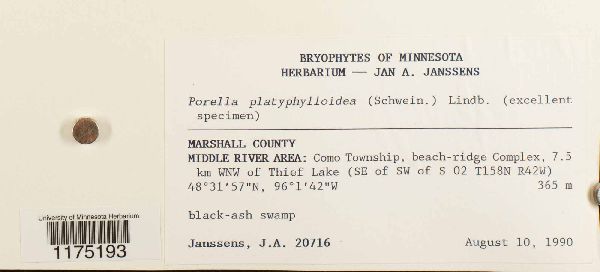 BRYOPHYTES OF MINNESOTA
HERBARIUM — JAN A. JANSSENS
Porella platyphylloidea (Schwein.) Lindb. (excellent
specimen)
MARSHALL COUNTY
MIDDLE RIVER AREA: Como Township, beach-ridge Complex, 7.5
km WNW of Thief Lake (SE of SW of S 02 T158N R42W)
48°31'57"N, 96°1'42"W 365 m
black-ash swamp
Janssens, J.A. 20716 August 10, 1990
University of Minnesota Herbarium
1175193